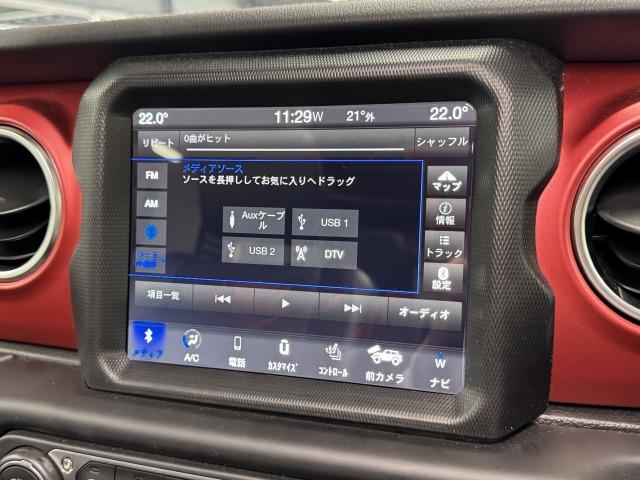 22.0°
11:29W
21°外
22.0°
リピート
0曲がヒット
シャッフル
メディアソース
ソースを長押ししてお気に入りへドラッグ
FM
AM
Auxケーブ
ル
USB 1
USB 2
DTV
マップ
情報
トラック
設定
項目一覧
オーディオ
メディア
A/C
電話
カスタマイズ
コントロール
前カメラ
W
ナビ